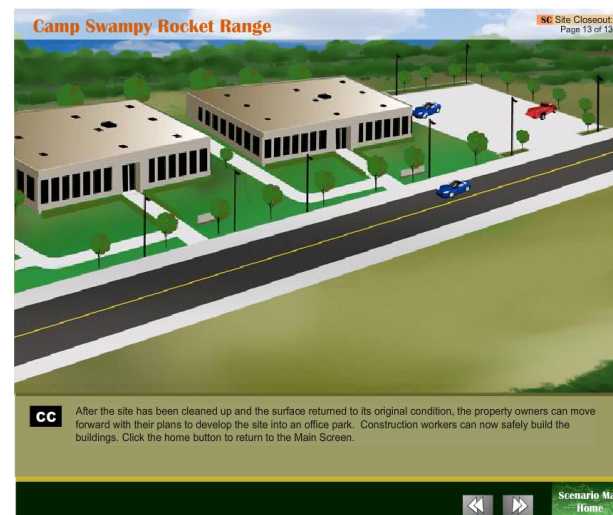 Camp Swampy Rocket Range
SC Site Closeout:
Page 13 of 13
CC
After the site has been cleaned up and the surface returned to its original condition, the property owners can move
forward with their plans to develop the site into an office park. Construction workers can now safely build the
buildings. Click the home button to return to the Main Screen.
Scenario Ma
Home